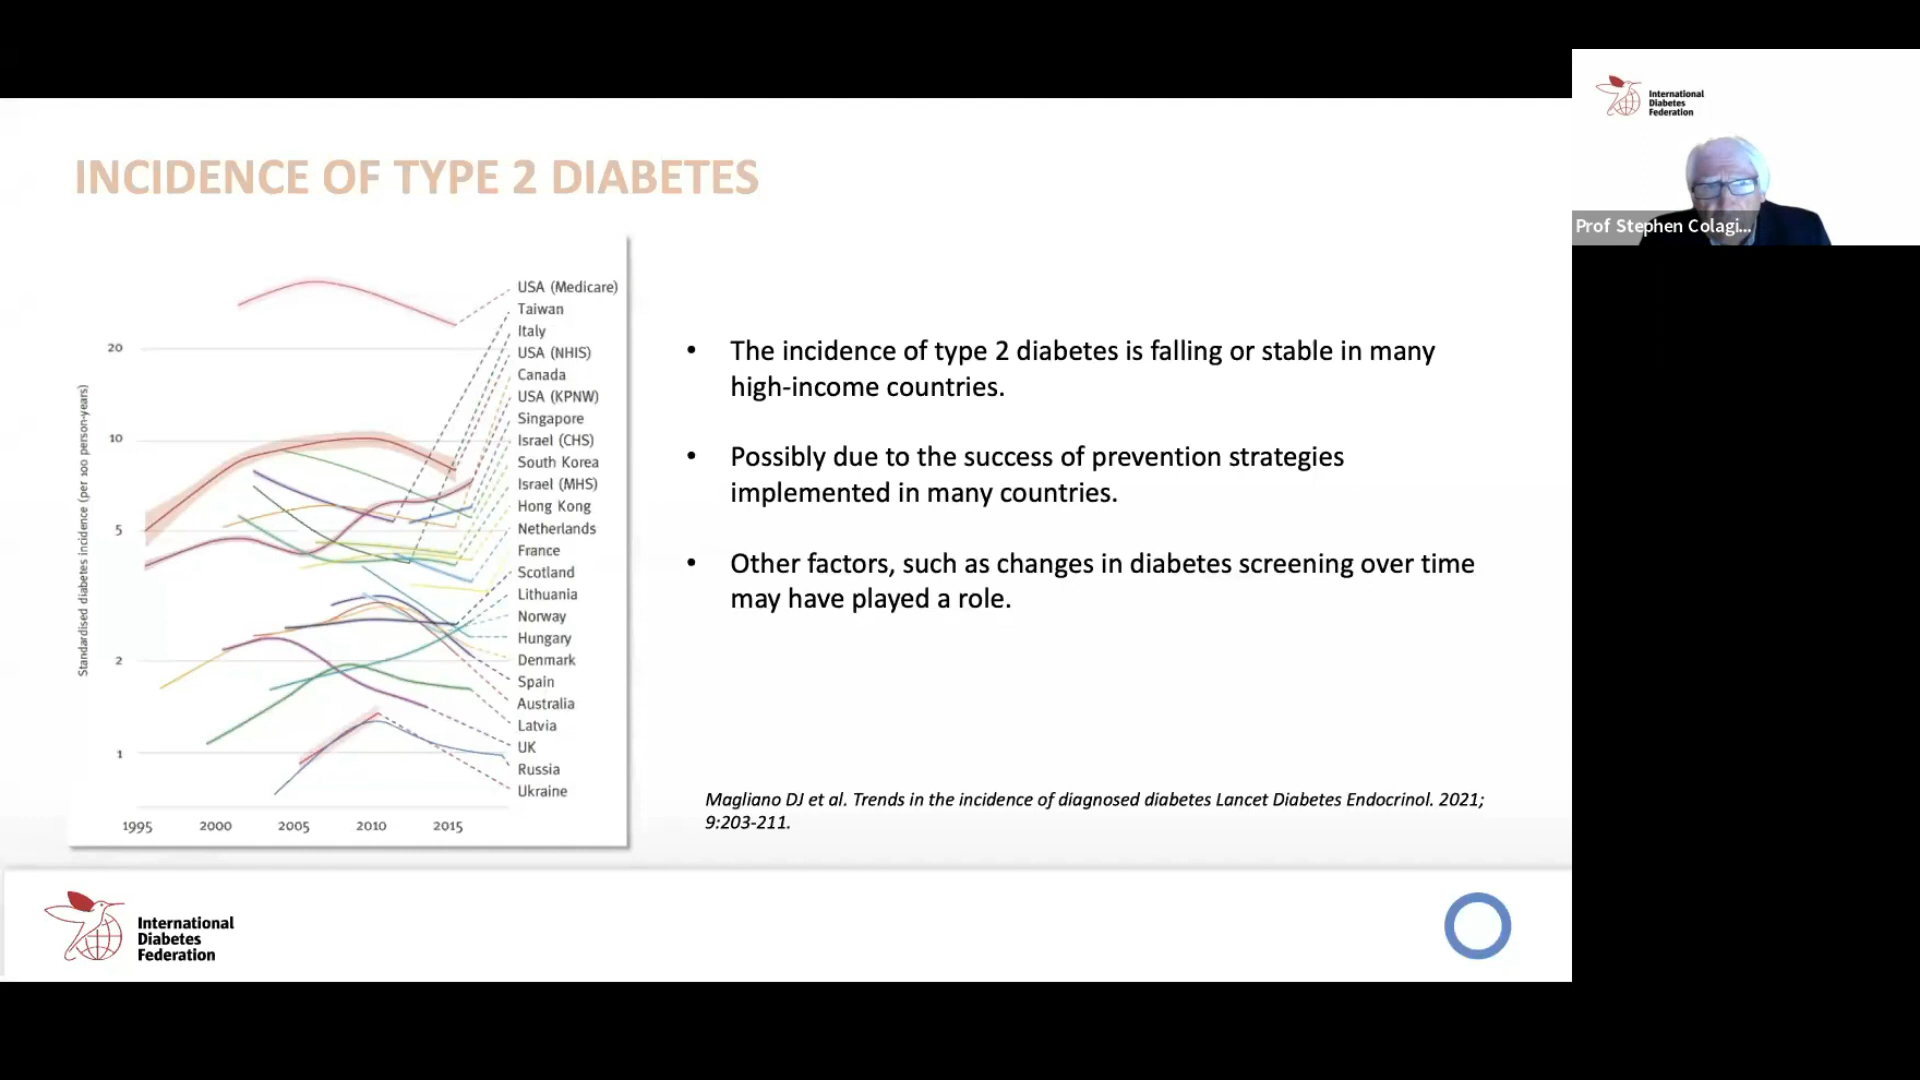 INCIDENCE OF TYPE 2 DIABETES
Standardised diabetes incidence (per 100 person-years)
20
10
5
2
1
1995
2000
2005
2010
2015
USA (Medicare)
Taiwan
Italy
USA (NHIS)
Canada
USA (KPNW)
Singapore
Israel (CHS)
South Korea
Israel (MHS)
Hong Kong
Netherlands
France
Scotland
Lithuania
Norway
Hungary
Denmark
Spain
Australia
Latvia
UK
Russia
Ukraine
• The incidence of type 2 diabetes is falling or stable in many
high-income countries.
• Possibly due to the success of prevention strategies
implemented in many countries.
• Other factors, such as changes in diabetes screening over time
may have played a role.
Magliano DJ et al. Trends in the incidence of diagnosed diabetes Lancet Diabetes Endocrinol. 2021;
9:203-211.
International
Diabetes
Federation
International
Diabetes
Federation
Prof Stephen Colagi...